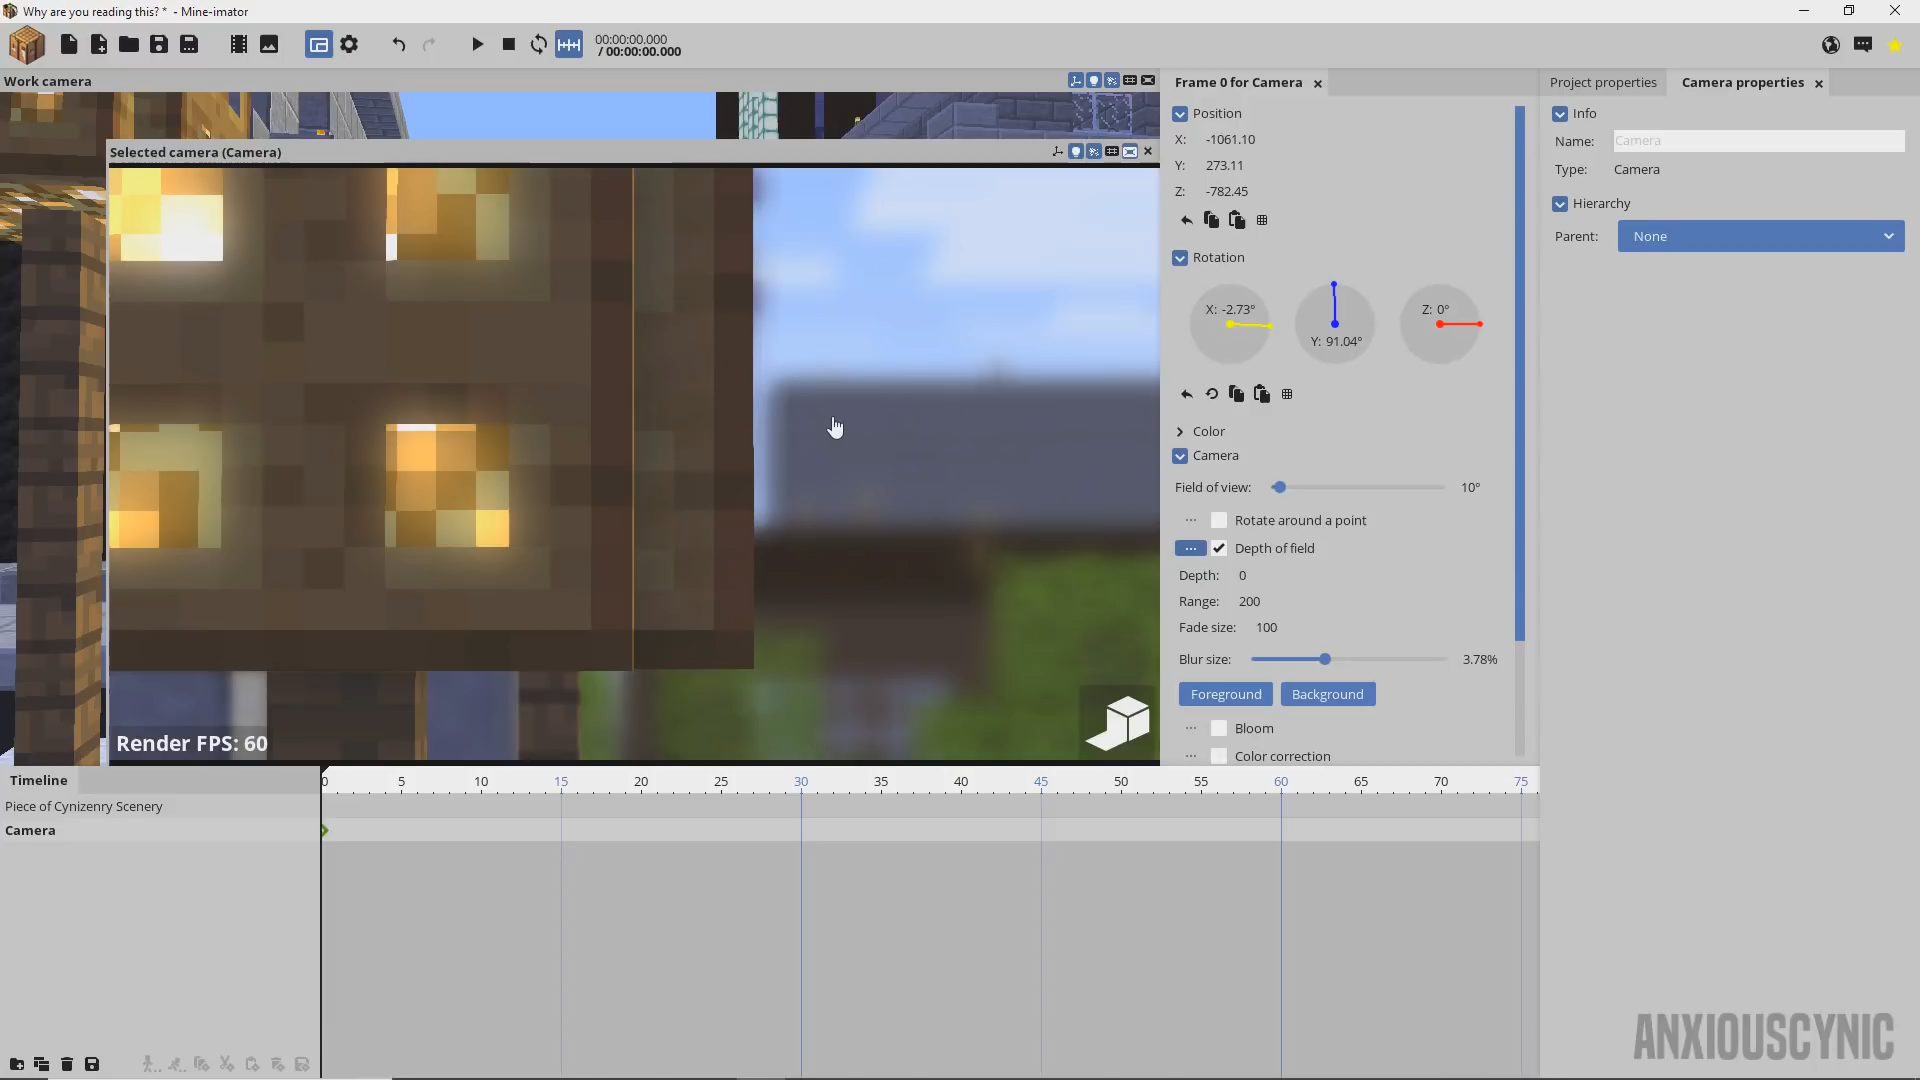 Why are you reading this? * - Mine-imator
00:00:00.000
/ 00:00:00.000
Work camera
Selected camera (Camera)
Render FPS: 60
Frame 0 for Camera
Position
X: -1061.10
Y: 273.11
Z: -782.45
Rotation
X: -2.73°
Y: 91.04°
Z: 0°
Color
Camera
Field of view: 10°
Rotate around a point
Depth of field
Depth: 0
Range: 200
Fade size: 100
Blur size: 3.78%
Foreground Background
Bloom
Color correction
Project properties Camera properties
Info
Name: Camera
Type: Camera
Hierarchy
Parent: None
Timeline
0 5 10 15 20 25 30 35 40 45 50 55 60 65 70 75
Piece of Cynizenry Scenery
Camera
ANXIOUSCYNIC